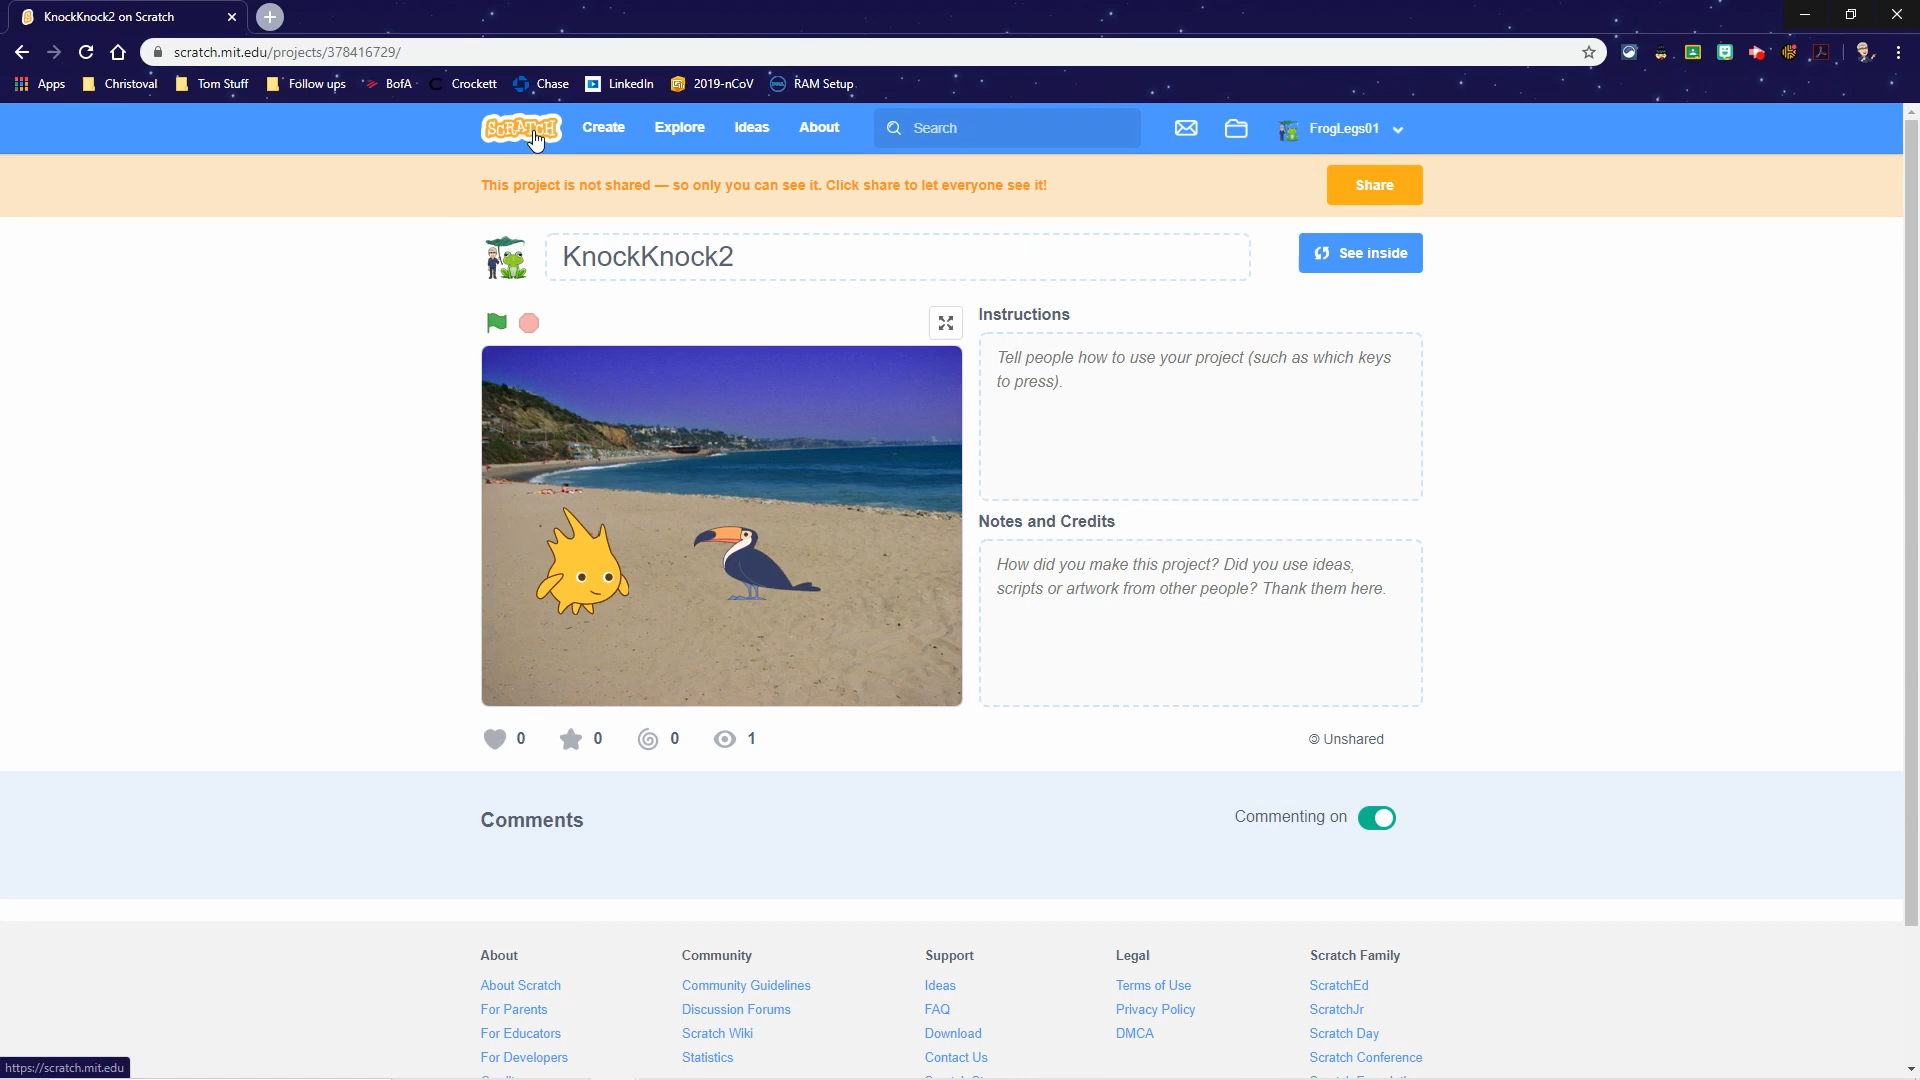 KnockKnock2 on Scratch
scratch.mit.edu/projects/378416729/
Apps Christoval Tom Stuff Follow ups BofA Crockett Chase LinkedIn 2019-nCoV RAM Setup
SCRATCH Create Explore Ideas About Search FrogLegs01
This project is not shared — so only you can see it. Click share to let everyone see it! Share
KnockKnock2 See inside
Instructions
Tell people how to use your project (such as which keys
to press).
Notes and Credits
How did you make this project? Did you use ideas,
scripts or artwork from other people? Thank them here.
0 0 0 1 Unshared
Comments Commenting on
About Community Support Legal Scratch Family
About Scratch Community Guidelines Ideas Terms of Use ScratchEd
For Parents Discussion Forums FAQ Privacy Policy ScratchJr
For Educators Scratch Wiki Download DMCA Scratch Day
For Developers Statistics Contact Us Scratch Conference
https://scratch.mit.edu